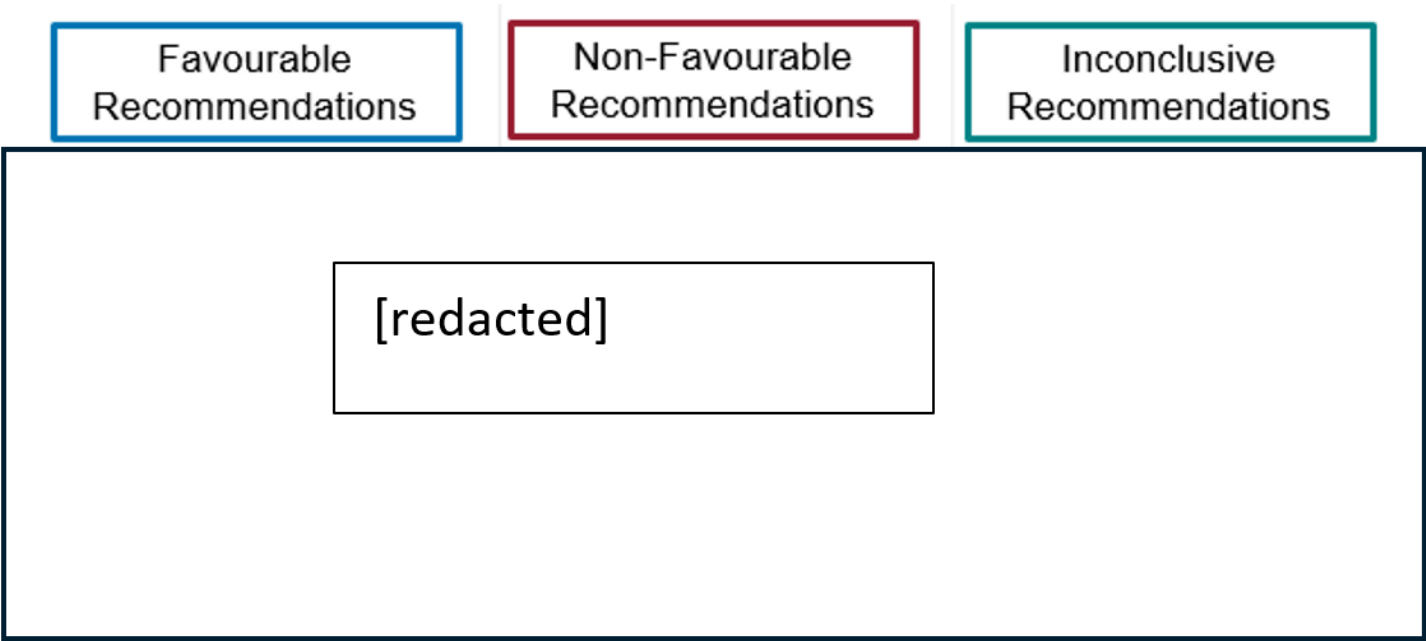 Favourable
Recommendations
Non-Favourable
Recommendations
Inconclusive
Recommendations
[redacted]